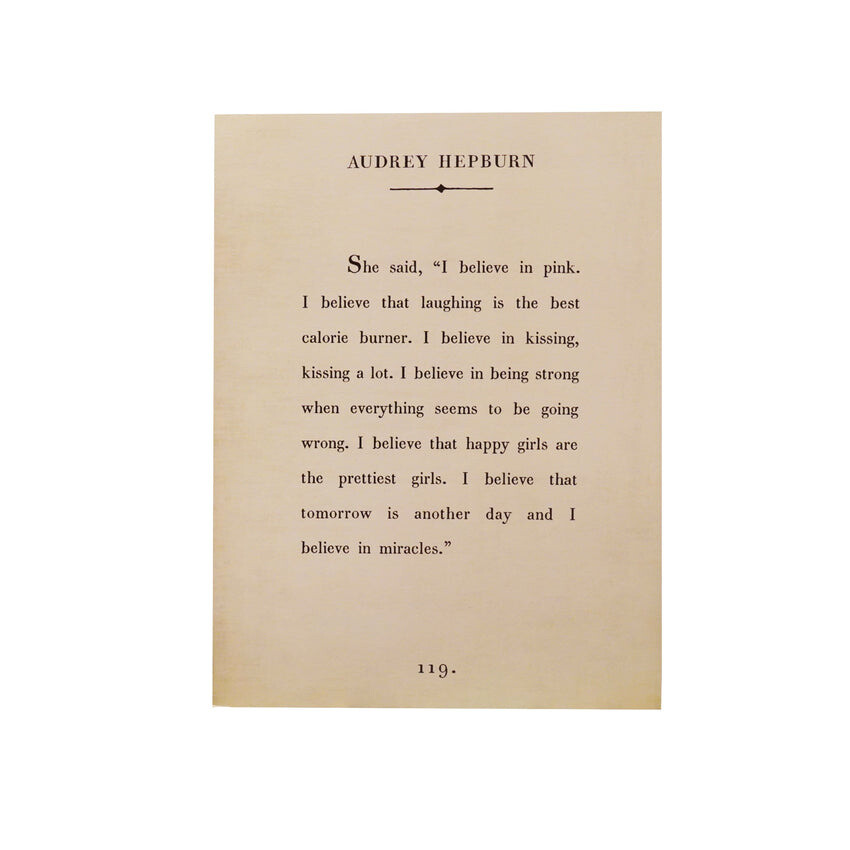 AUDREY HEPBURN
She said, “I believe in pink.
I believe that laughing is the best
calorie burner. I believe in kissing,
kissing a lot. I believe in being strong
when everything seems to be going
wrong. I believe that happy girls are
the prettiest girls. I believe that
tomorrow is another day and I
believe in miracles.”
119.